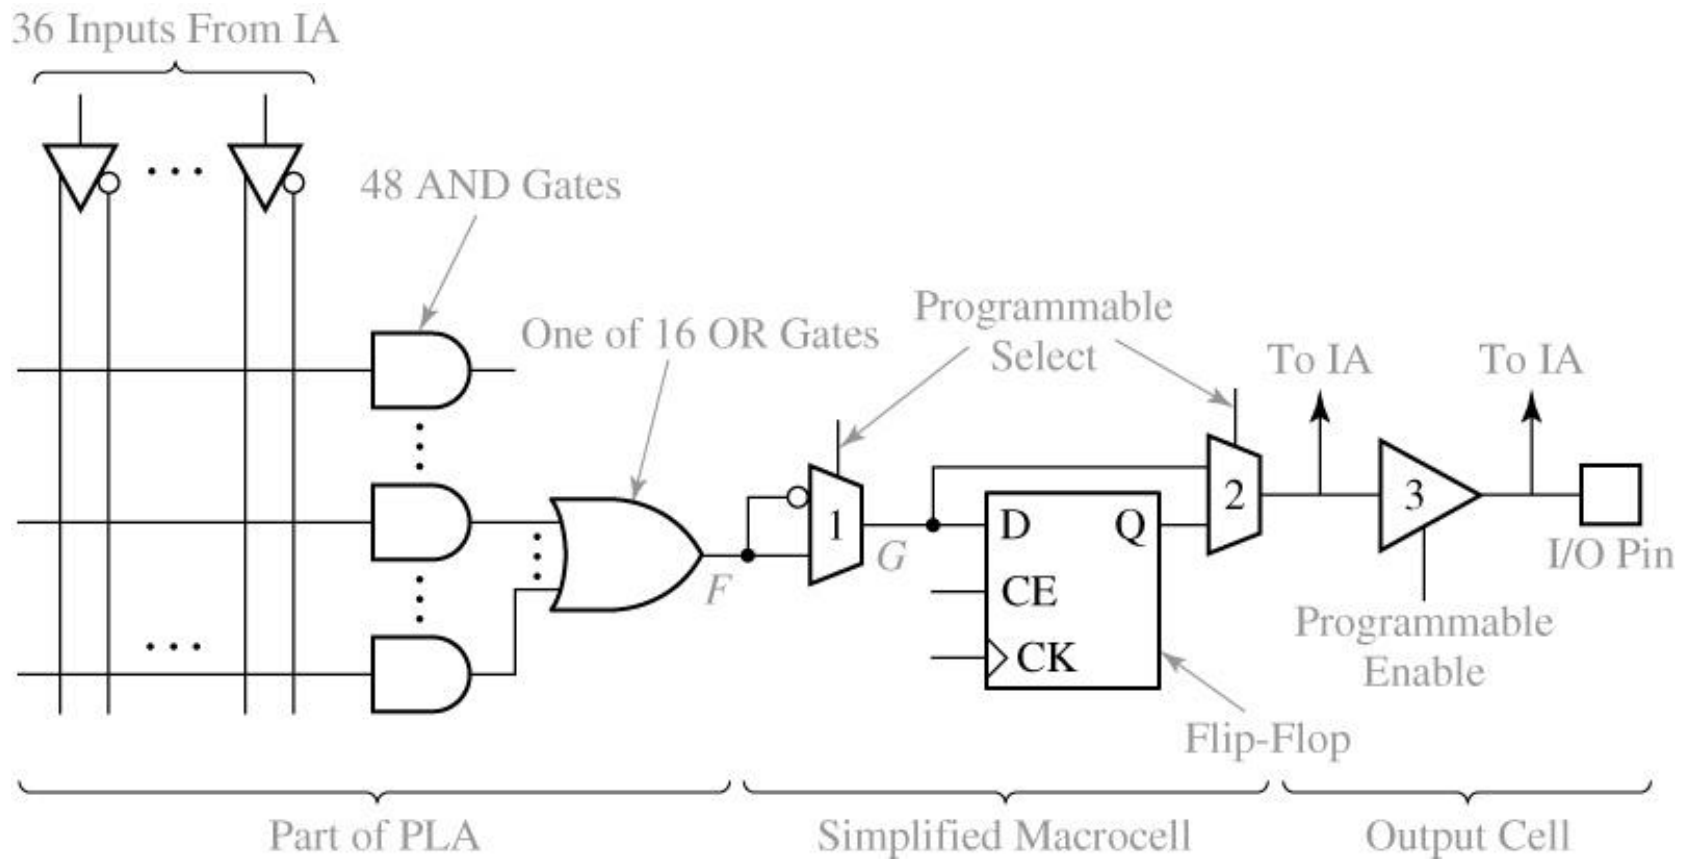 36 Inputs From IA
48 AND Gates
One of 16 OR Gates
Programmable
Select
To IA
To IA
1
2
3
F
G
D
Q
CE
CK
I/O Pin
Programmable
Enable
Flip-Flop
Part of PLA
Simplified Macrocell
Output Cell